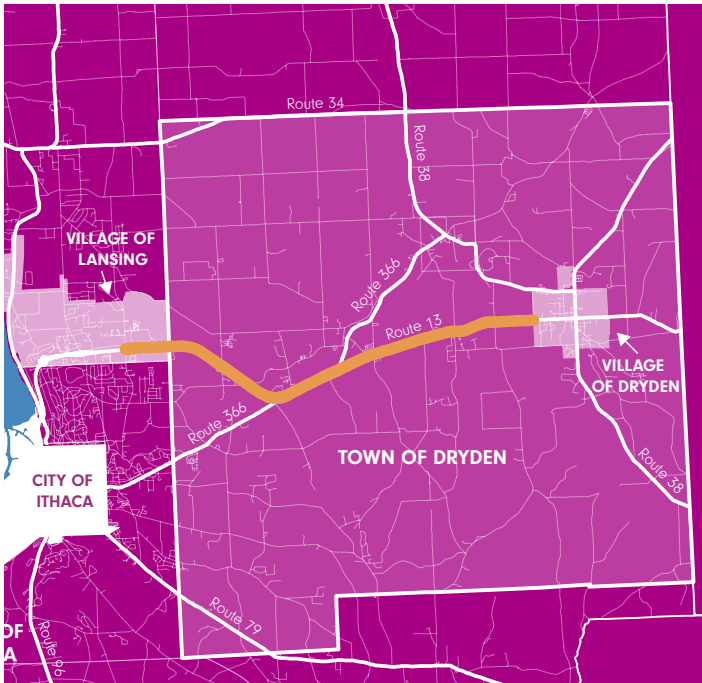 Route 34
Route 38
VILLAGE OF
LANSING
Route 366
Route 13
VILLAGE
OF DRYDEN
Route 366
TOWN OF DRYDEN
Route 38
CITY OF
ITHACA
Route 79
OF
A
Route 96